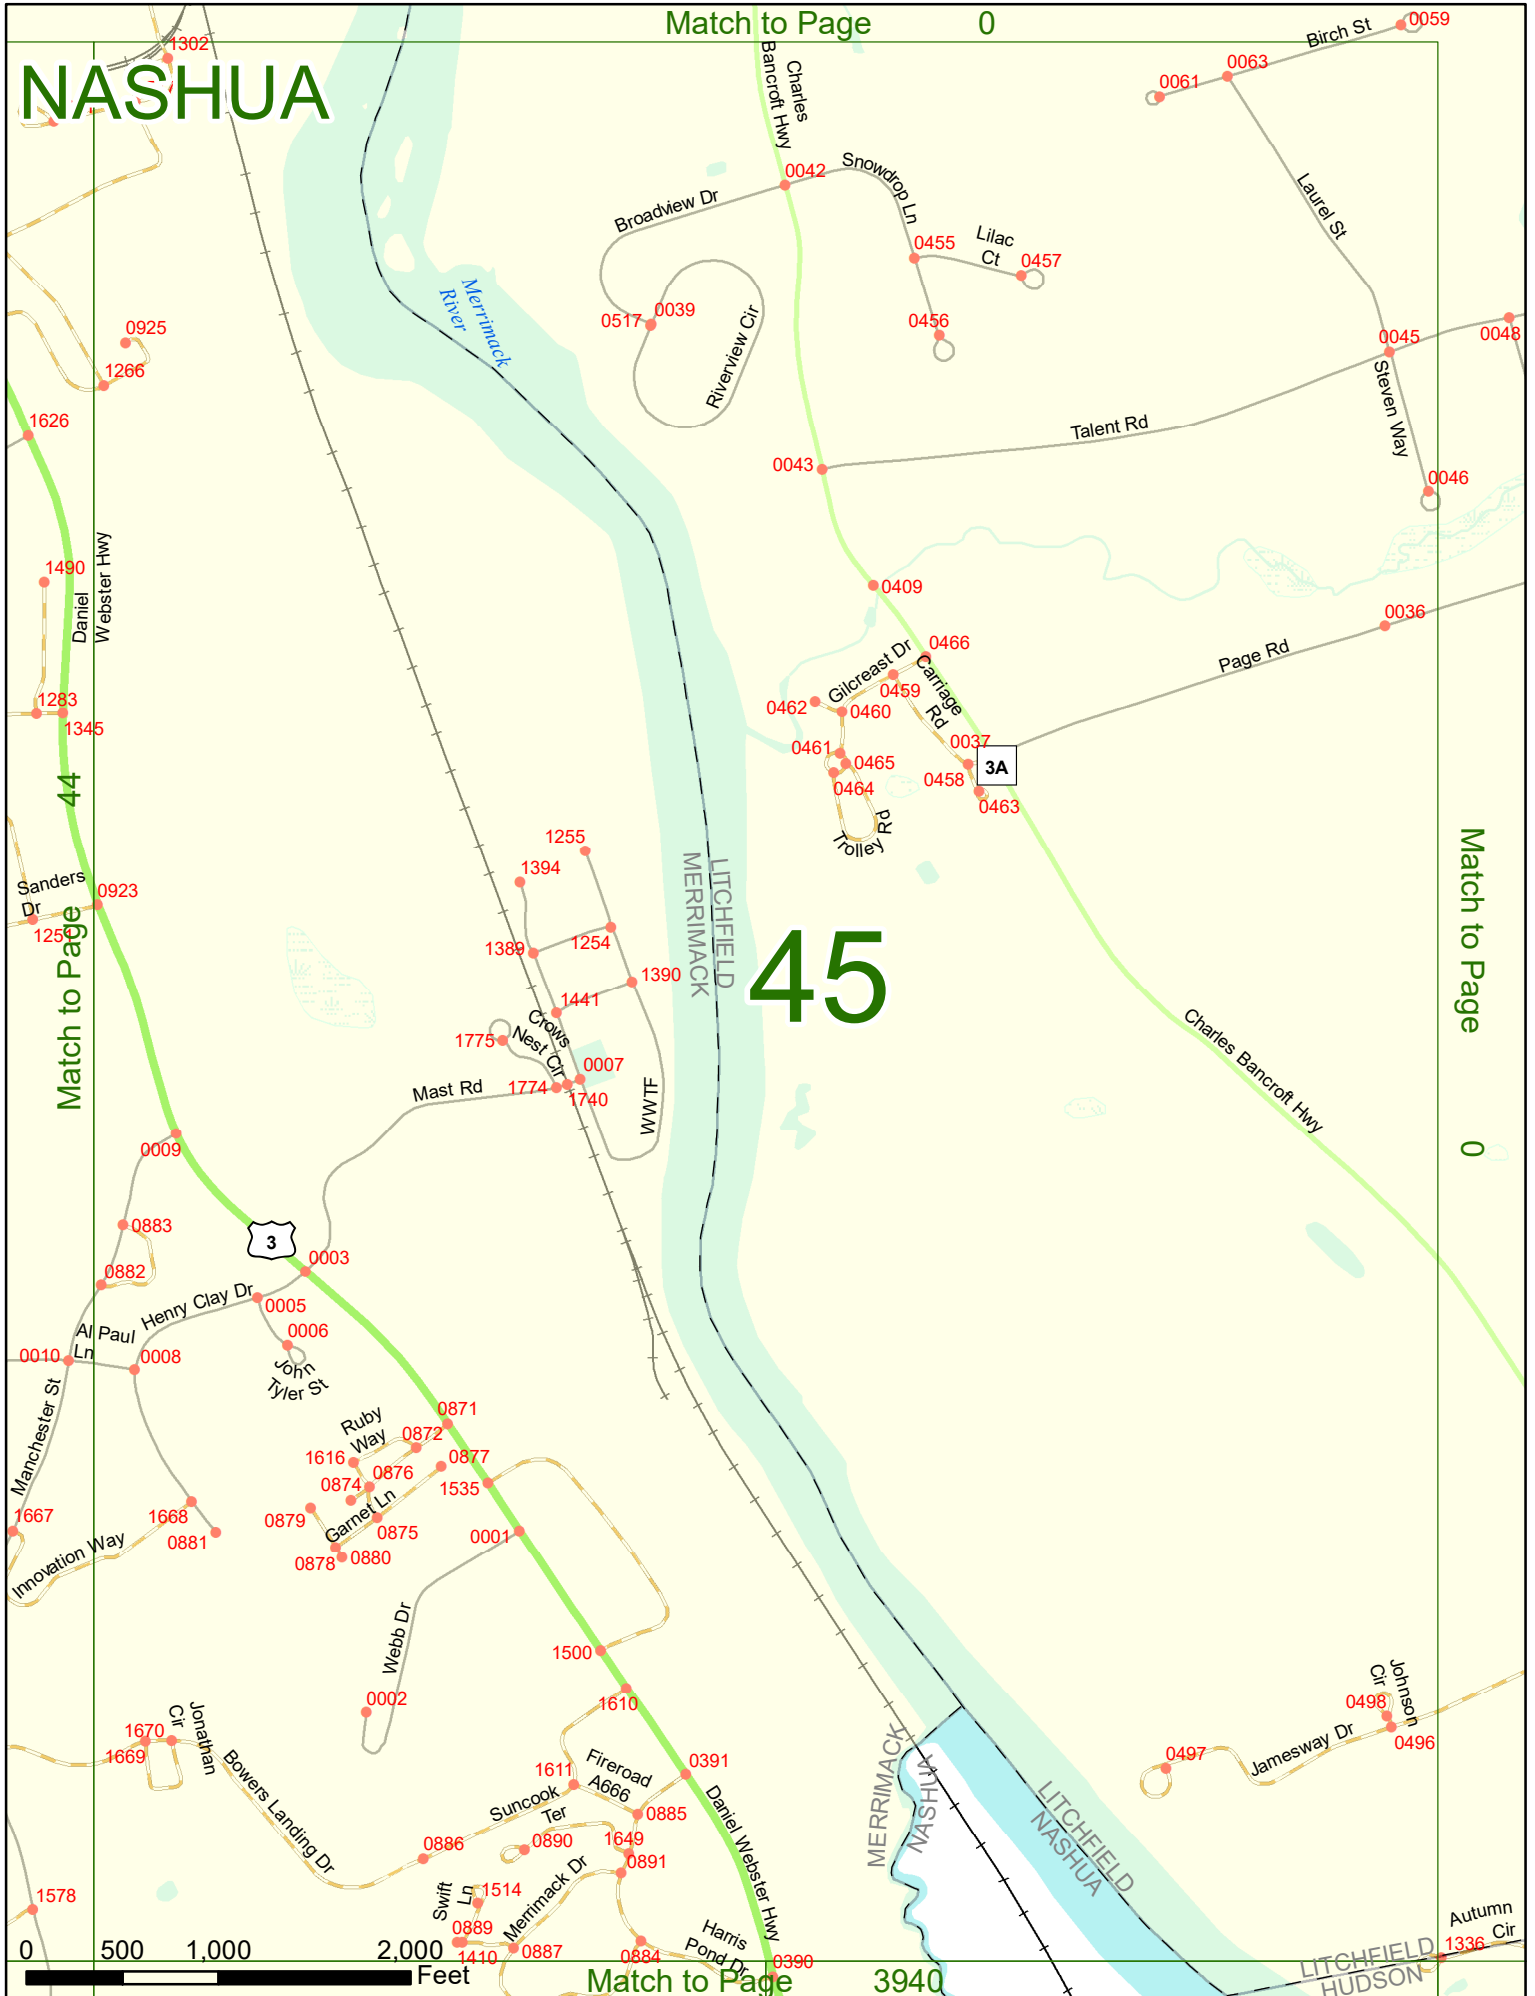 Match to Page 0
NASHUA
1302
0059
Birch St
0063
0061
Charles
Bancroft Hwy
0042
Snowdrop Ln
Broadview Dr
Laurel St
0455
Lilac
Ct
0457
Merrimack
River
0517
0039
Riverview Cir
0456
0925
1266
0045
0048
Steven Way
1626
Talent Rd
0043
0046
1490
Daniel
Webster Hwy
0409
0036
Page Rd
0466
Gilcreast Dr
Carriage
Rd
0459
0462
0460
1283
1345
0461
0465
0464
0037
0458
3A
0463
Trolley Rd
Match to Page 44
1255
1394
Sanders
Dr
0923
1251
1389
1254
LITCHFIELD
MERRIMACK
45
1390
1441
Match to Page 0
Crows
Nest Cir
1775
0007
Charles Bancroft Hwy
Mast Rd
1774
1740
WWTF
0009
0883
3
0003
0882
Henry Clay Dr
0005
Al Paul
Ln
0006
0010
0008
John
Tyler St
Manchester St
0871
Ruby
Way
0872
1616
0877
0876
0874
1535
Garnet Ln
0879
0875
1667
1668
0881
0001
0878
0880
Innovation Way
Webb Dr
1500
0002
1610
Johnson
Cir
0498
0496
Jamesway Dr
0497
1670
1669
Jonathan
Cir
Bowers Landing Dr
Fireroad
A666
0391
1611
Suncook
Ter
0885
Daniel Webster Hwy
MERRIMACK
NASHUA
LITCHFIELD
NASHUA
0886
0890
1649
0891
Merrimack Dr
Swift
Ln
1514
1578
0889
1410
0887
0884
Harris
Pond Dr
0390
Autumn
Cir
1336
LITCHFIELD
HUDSON
0 500 1,000 2,000
Feet
Match to Page 3940